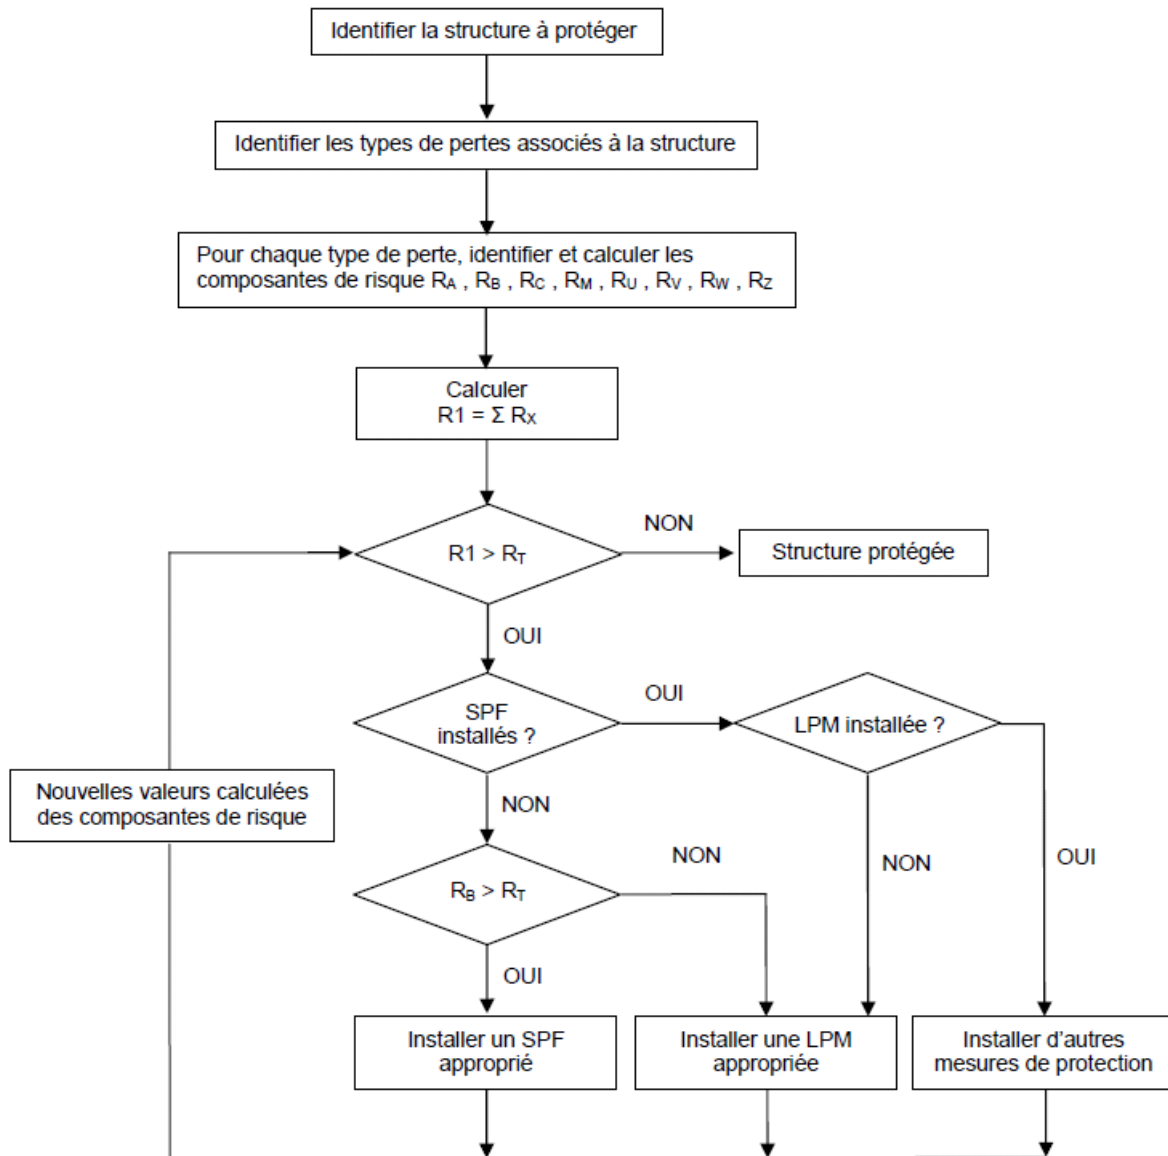 Identifier la structure à protéger
Identifier les types de pertes associés à la structure
Pour chaque type de perte, identifier et calculer les
composantes de risque RA , RB , RC , RM , RU , RV , RW , RZ
Calculer
R1 = Σ RX
R1 > RT
NON
Structure protégée
OUI
SPF
installés ?
OUI
LPM installée ?
Nouvelles valeurs calculées
des composantes de risque
NON
NON
NON
OUI
RB > RT
OUI
Installer un SPF
approprié
Installer une LPM
appropriée
Installer d'autres
mesures de protection